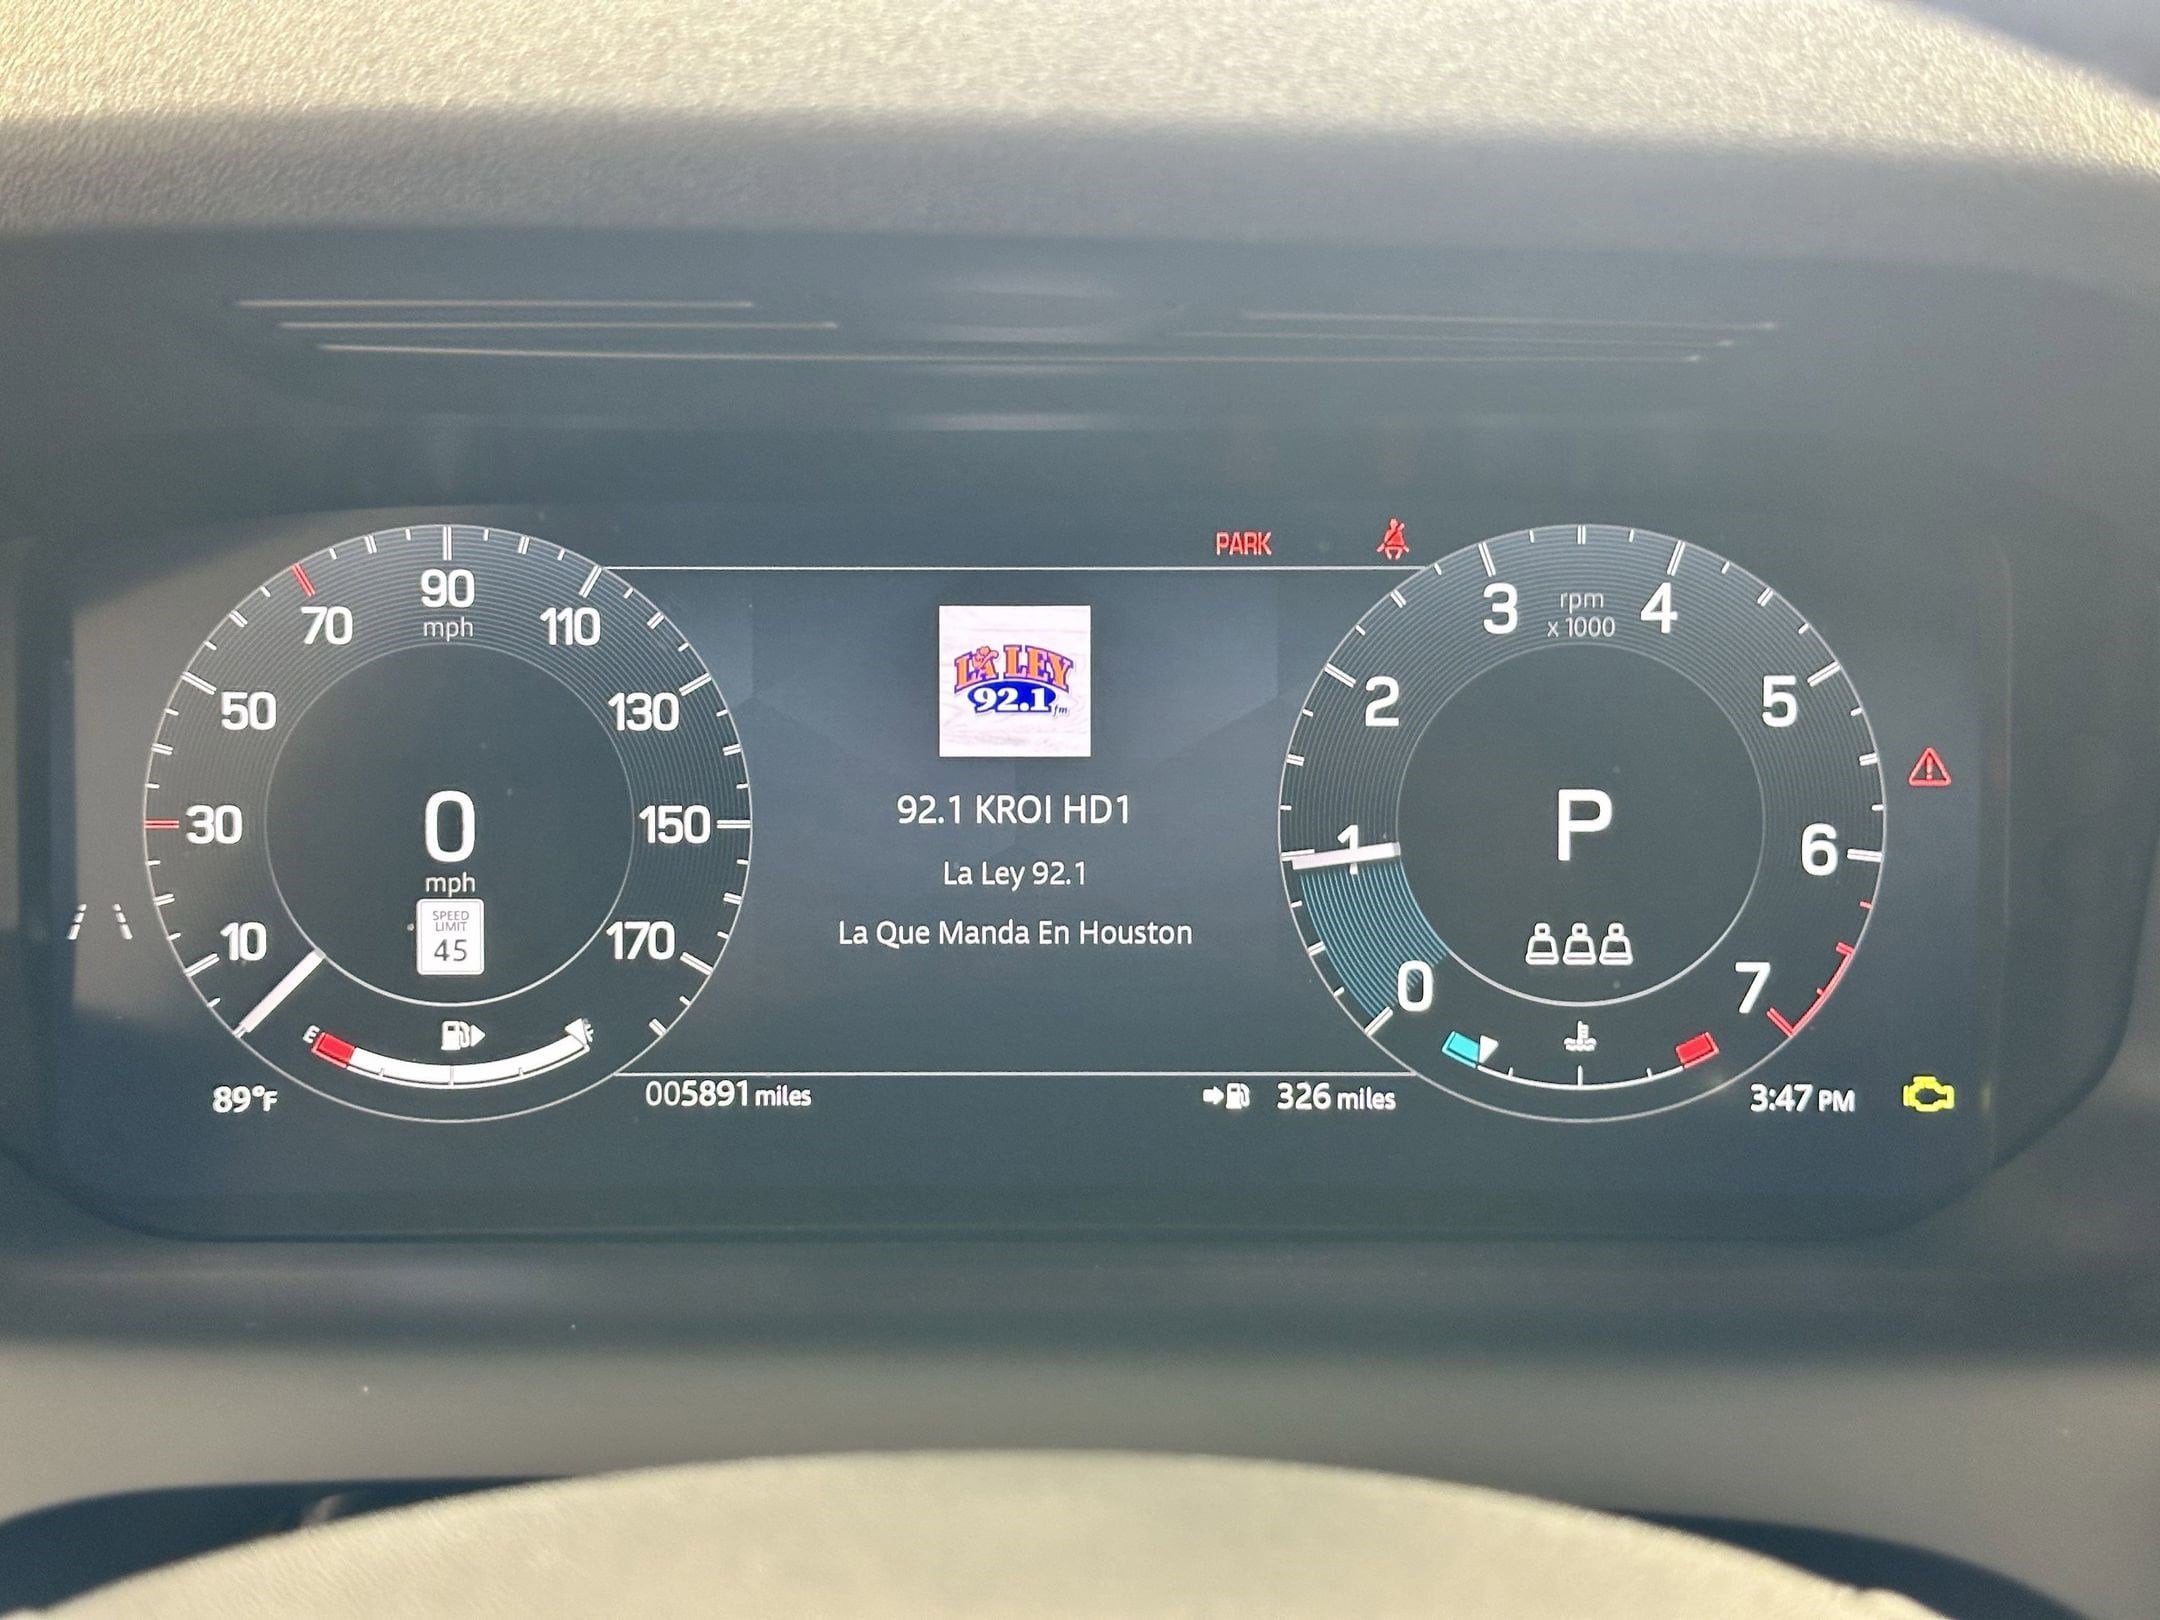 PARK
90
mph
70
110
50
130
30
150
10
170
0
mph
SPEED
LIMIT
45
E
F
89°F
LA LEY
92.1 fm
92.1 KROI HD1
La Ley 92.1
La Que Manda En Houston
005891 miles
326 miles
3
rpm
x 1000
4
2
5
1
6
0
7
P
3:47 PM